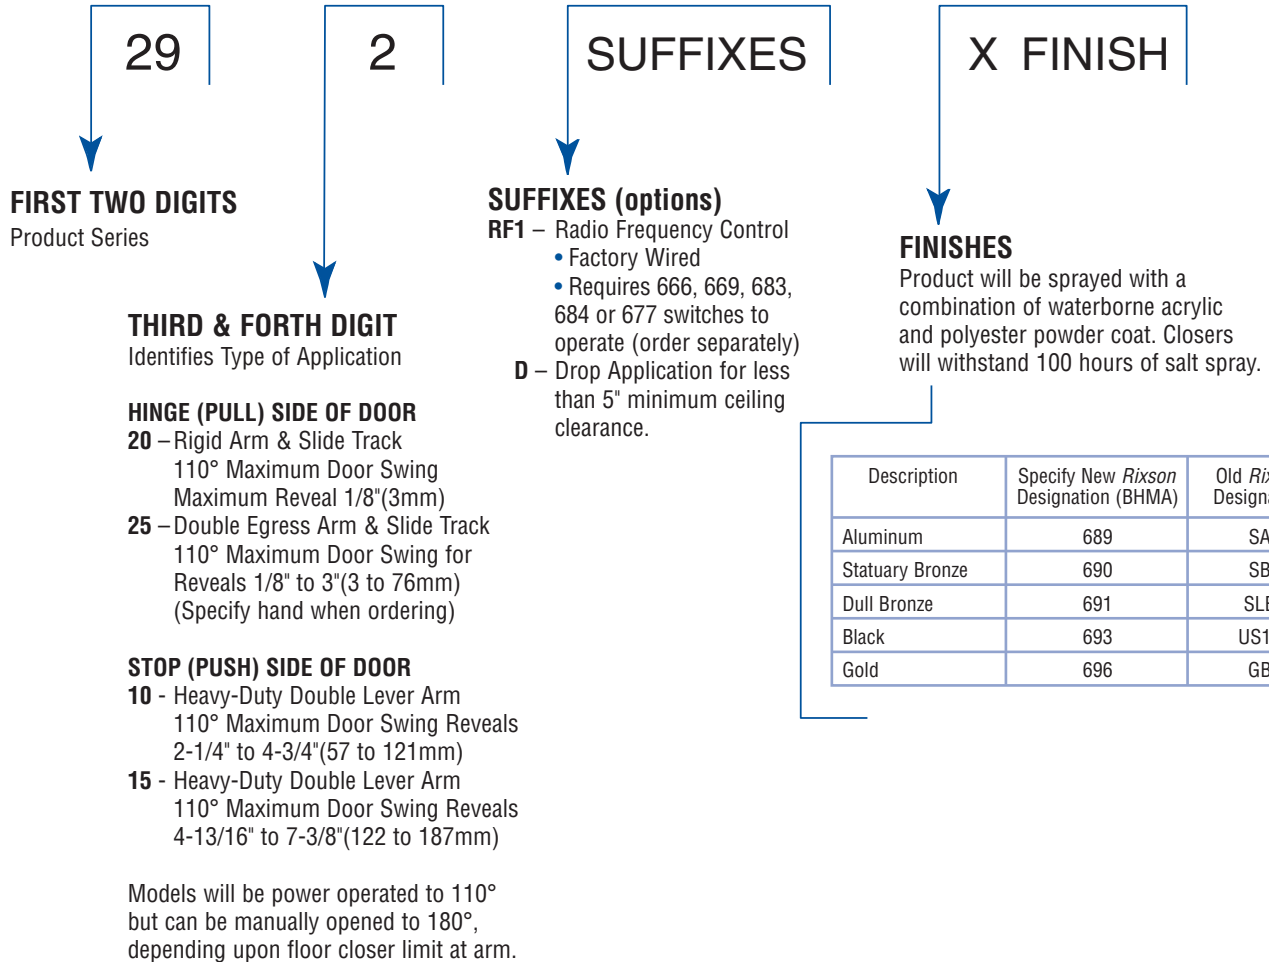 29
2
SUFFIXES
X FINISH
FIRST TWO DIGITS
Product Series
THIRD & FORTH DIGIT
Identifies Type of Application
HINGE (PULL) SIDE OF DOOR
20 – Rigid Arm & Slide Track
110° Maximum Door Swing
Maximum Reveal 1/8"(3mm)
25 – Double Egress Arm & Slide Track
110° Maximum Door Swing for
Reveals 1/8" to 3"(3 to 76mm)
(Specify hand when ordering)
STOP (PUSH) SIDE OF DOOR
10 - Heavy-Duty Double Lever Arm
110° Maximum Door Swing Reveals
2-1/4" to 4-3/4"(57 to 121mm)
15 - Heavy-Duty Double Lever Arm
110° Maximum Door Swing Reveals
4-13/16" to 7-3/8"(122 to 187mm)
Models will be power operated to 110°
but can be manually opened to 180°,
depending upon floor closer limit at arm.
SUFFIXES (options)
RF1 – Radio Frequency Control
• Factory Wired
• Requires 666, 669, 683,
684 or 677 switches to
operate (order separately)
D – Drop Application for less
than 5" minimum ceiling
clearance.
FINISHES
Product will be sprayed with a
combination of waterborne acrylic
and polyester powder coat. Closers
will withstand 100 hours of salt spray.
Description Specify New Rixson Old
Designation (BHMA)
Aluminum 689 SA
Statuary Bronze 690 SB
Dull Bronze 691
Black 693
Gold 696 GB